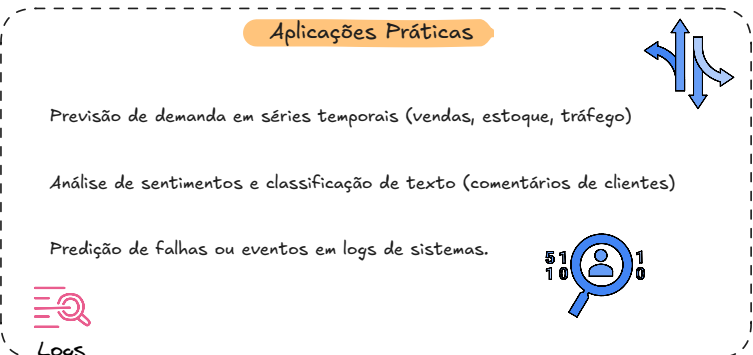 Aplicações Práticas
Previsão de demanda em séries temporais (vendas, estoque, tráfego)
Análise de sentimentos e classificação de texto (comentários de clientes)
Predição de falhas ou eventos em logs de sistemas.
51 1
10 0
Logs